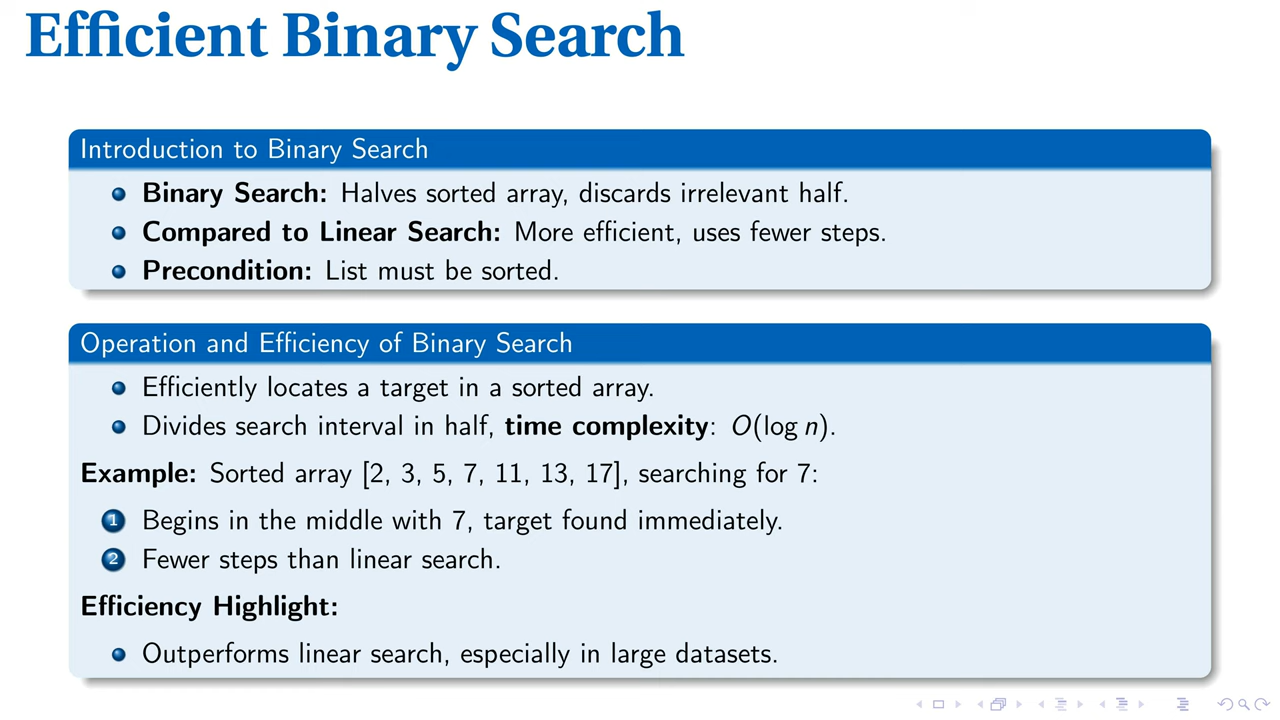 Efficient Binary Search
Introduction to Binary Search
Binary Search: Halves sorted array, discards irrelevant half.
Compared to Linear Search: More efficient, uses fewer steps.
Precondition: List must be sorted.
Operation and Efficiency of Binary Search
Efficiently locates a target in a sorted array.
Divides search interval in half, time complexity: O(log n).
Example: Sorted array [2, 3, 5, 7, 11, 13, 17], searching for 7:
1 Begins in the middle with 7, target found immediately.
2 Fewer steps than linear search.
Efficiency Highlight:
Outperforms linear search, especially in large datasets.